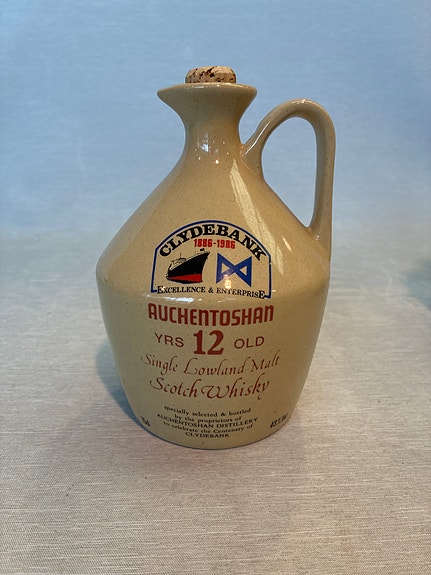 CLYDEBANK
1886-1986
EXCELLENCE & ENTERPRISE
AUCHENTOSHAN
YRS 12 OLD
Single Lowland Malt
Scotch Whisky
specially selected & bottled
by the proprietors of
AUCHENTOSHAN DISTILLERY
to celebrate the Centenary of
CLYDEBANK